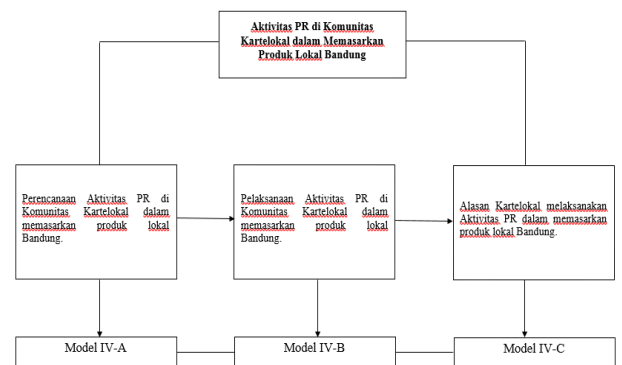 Aktivitas PR di Komunitas
Kartelokal dalam Memasarkan
Produk Lokal Bandung
Perencanaan Aktivitas PR di
Komunitas Kartelokal dalam
memasarkan produk lokal
Bandung.
Pelaksanaan Aktivitas PR di
Komunitas Kartelokal dalam
memasarkan produk lokal
Bandung.
Alasan Kartelokal melaksanakan
Aktivitas PR dalam memasarkan
produk lokal Bandung.
Model IV-A
Model IV-B
Model IV-C